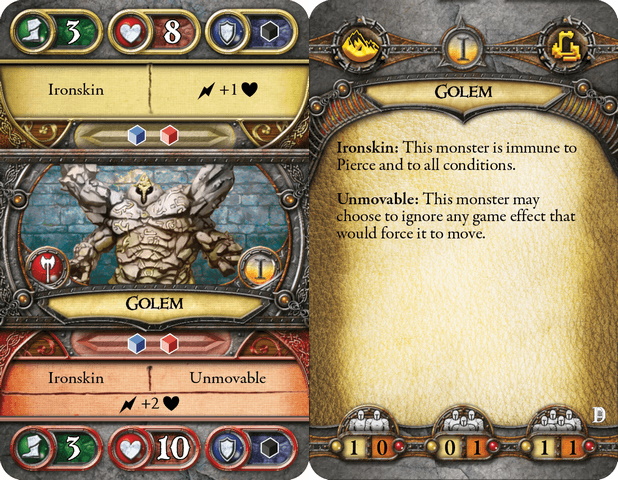 3 8
Ironskin +1
I
GOLEM
Ironskin Unmovable
+2
3 10
I
GOLEM
Ironskin: This monster is immune to
Pierce and to all conditions.
Unmovable: This monster may
choose to ignore any game effect that
would force it to move.
1 0 0 1 1 1